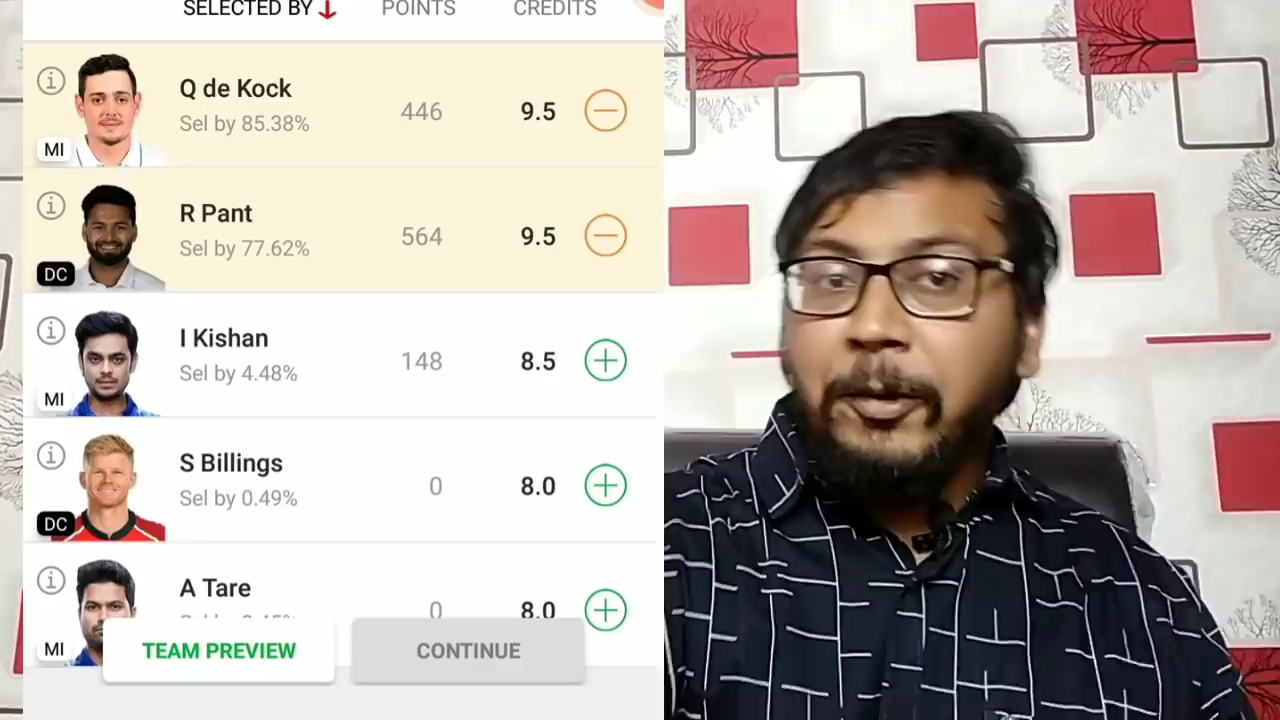 SELECTED BY ↓ POINTS CREDITS
Q de Kock
Sel by 85.38% 446 9.5
MI
R Pant
Sel by 77.62% 564 9.5
DC
I Kishan
Sel by 4.48% 148 8.5
MI
S Billings
Sel by 0.49% 0 8.0
DC
A Tare
0 8.0
MI
TEAM PREVIEW CONTINUE